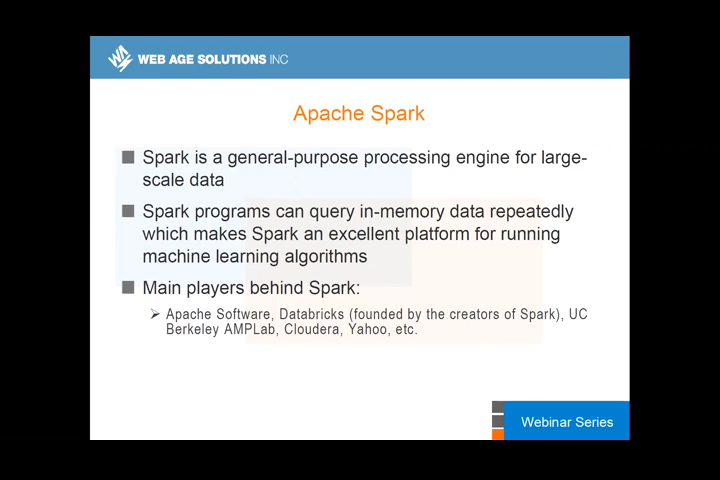 WEB AGE SOLUTIONS INC
Apache Spark
Spark is a general-purpose processing engine for large-
scale data
Spark programs can query in-memory data repeatedly
which makes Spark an excellent platform for running
machine learning algorithms
Main players behind Spark:
Apache Software, Databricks (founded by the creators of Spark), UC
Berkeley AMPLab, Cloudera, Yahoo, etc.
Webinar Series